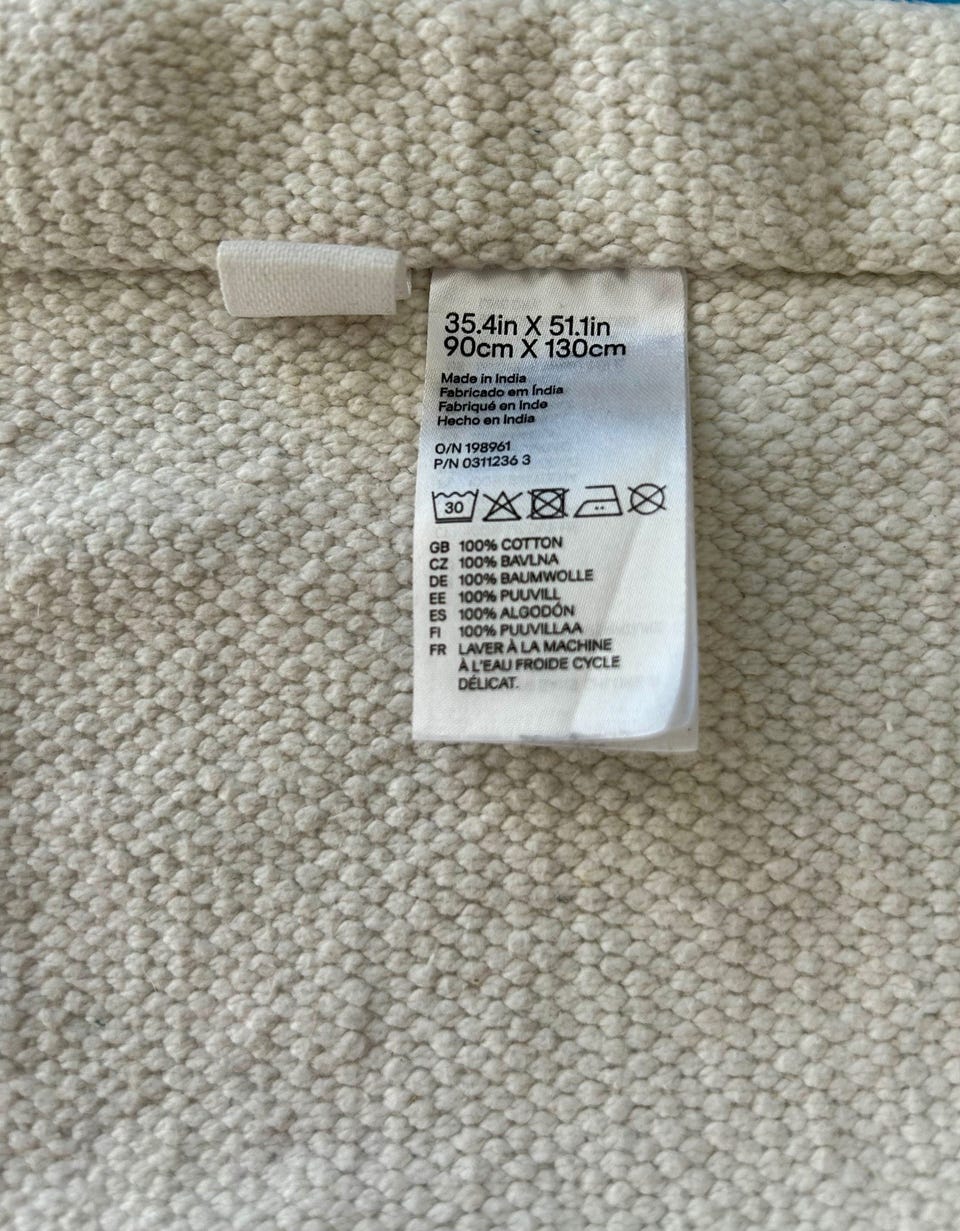 35.4in X 51.1in
90cm X 130cm
Made in India
Fabricado em Índia
Fabriqué en Inde
Hecho en India
O/N 198961
P/N 0311236 3
30
GB 100% COTTON
CZ 100% BAVLNA
DE 100% BAUMWOLLE
EE 100% PUUVILL
ES 100% ALGODÓN
FI 100% PUUVILLAA
FR LAVER À LA MACHINE
À L'EAU FROIDE CYCLE
DÉLICAT.